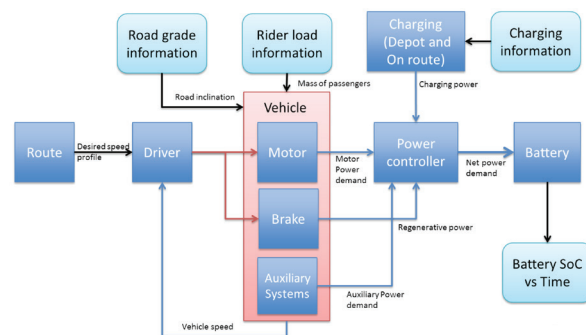 Road grade
information
Rider load
information
Charging
(Depot and
On route)
Charging
information
Road inclination
Mass of passengers
Charging power
Vehicle
Route
Desired speed
profile
Driver
Motor
Motor
Power
demand
Power
controller
Net power
demand
Battery
Brake
Regenerative power
Auxiliary
Systems
Auxiliary Power
demand
Battery SoC
vs Time
Vehicle speed